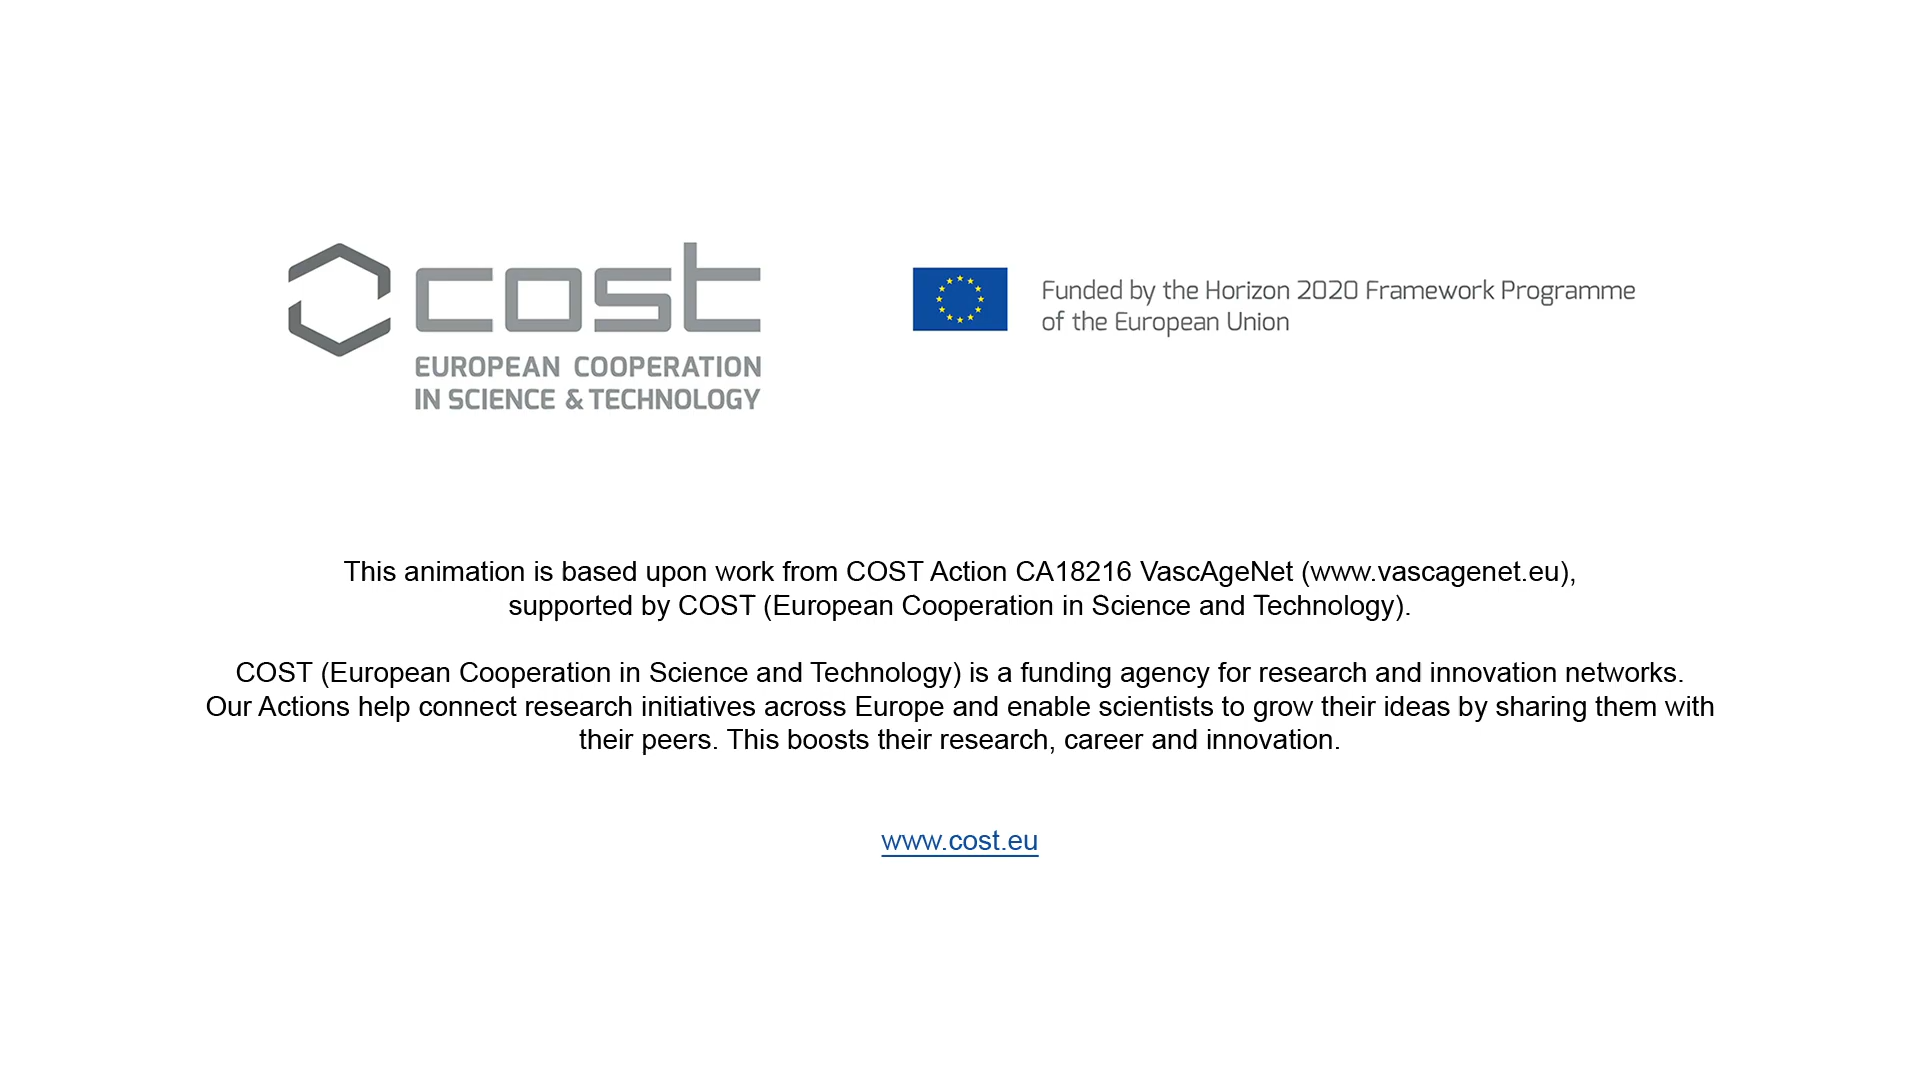 cost
EUROPEAN COOPERATION
IN SCIENCE & TECHNOLOGY
Funded by the Horizon 2020 Framework Programme
of the European Union
This animation is based upon work from COST Action CA18216 VascAgeNet (www.vascagenet.eu),
supported by COST (European Cooperation in Science and Technology).
COST (European Cooperation in Science and Technology) is a funding agency for research and innovation networks.
Our Actions help connect research initiatives across Europe and enable scientists to grow their ideas by sharing them with
their peers. This boosts their research, career and innovation.
www.cost.eu